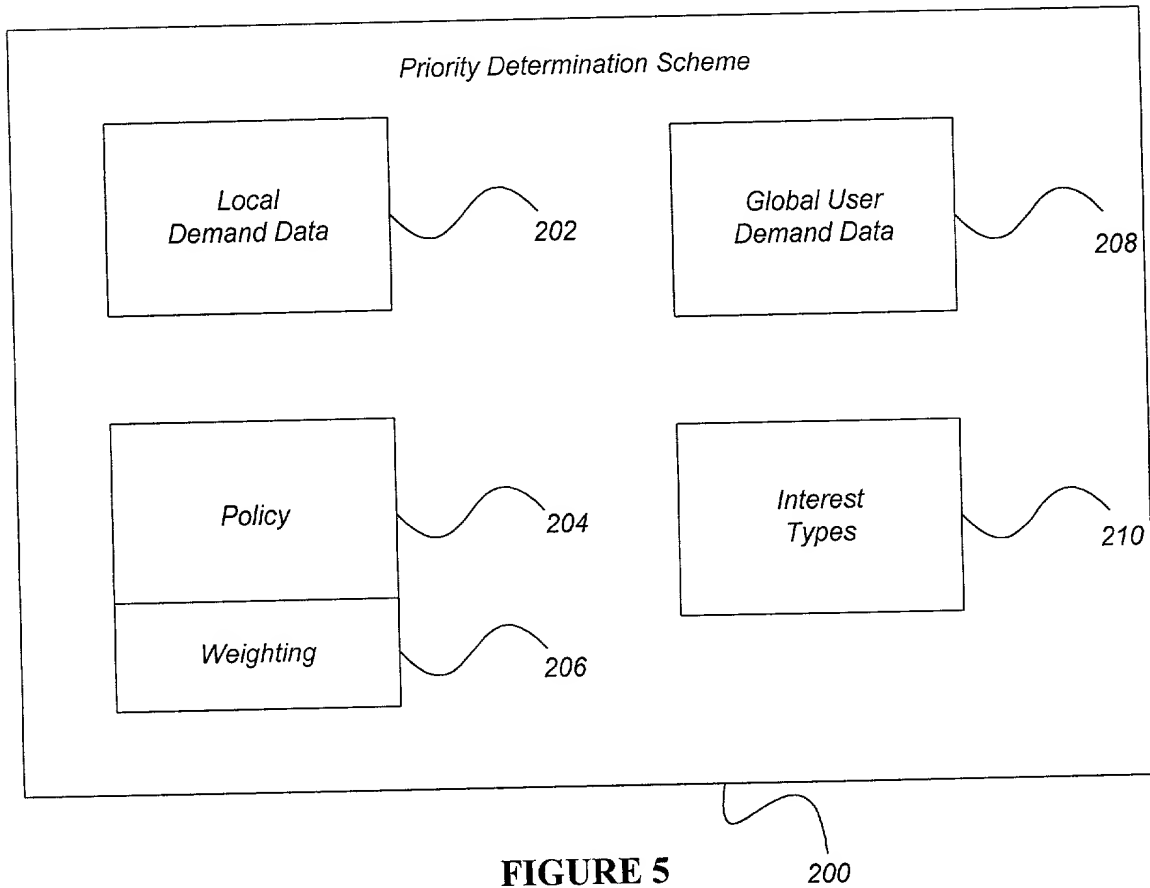 Priority Determination Scheme
Local
Demand Data
202
Global User
Demand Data
208
Policy
204
Weighting
206
Interest
Types
210
200
FIGURE 5